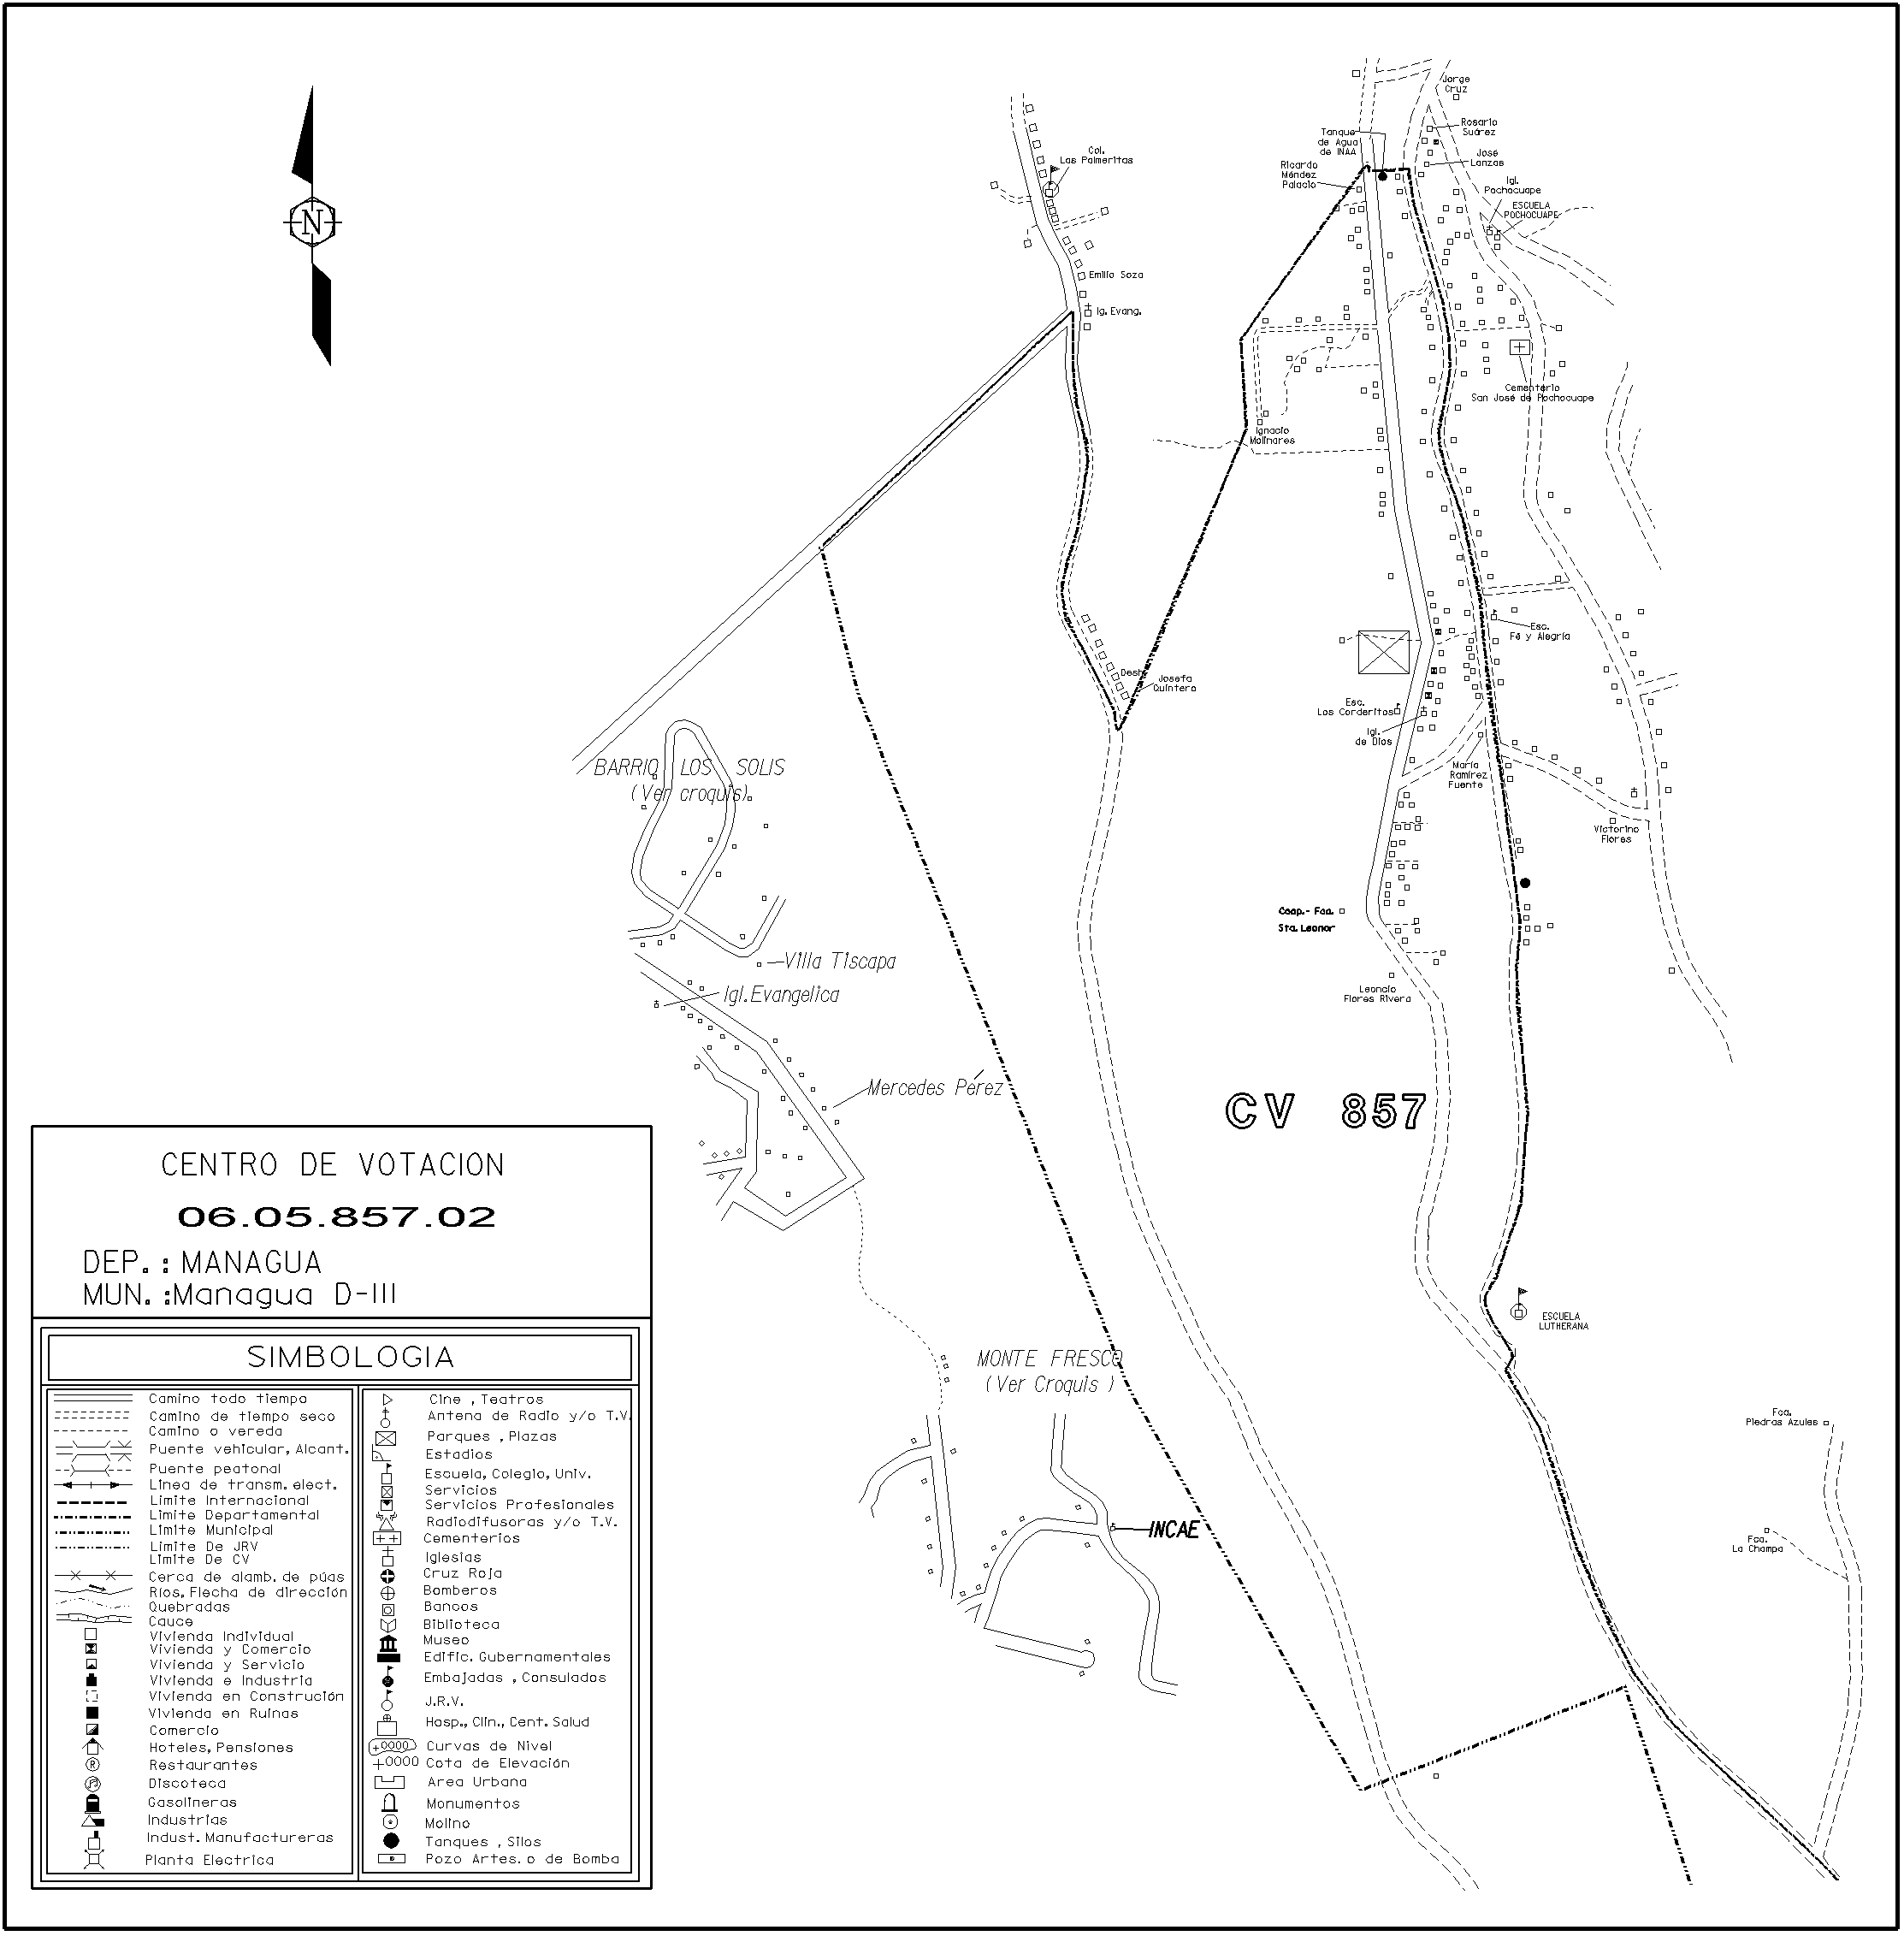 Jorge
Cruz
Rosario
Suárez
Tanque
de Agua
de INAA
Col.
Las Palmeritas
José
Lanzas
Ricardo
Méndez
Palacio
Igl.
Pochocuape
ESCUELA
POCHOCUAPE
N
Emilio Soza
Ig. Evang.
Cementerio
San José de Pochocuape
Ignacio
Molinares
Esc.
Fé y Alegría
Desh.
Josefa
Quintero
Esc.
Los Corderitos
Igl.
de Dios
BARRIO LOS SOLIS
(Ver croquis)
María
Ramírez
Fuente
Victorino
Flores
Coop.- Fca.
Sta. Leonor
Villa Tiscapa
Igl.Evangelica
Leoncio
Flores Rivera
Mercedes Pérez
CV 857
CENTRO DE VOTACION
06.05.857.02
DEP. : MANAGUA
MUN. :Managua D-III
ESCUELA
LUTHERANA
MONTE FRESCO
(Ver Croquis )
INCAE
Fca.
Piedras Azules
Fca.
La Champa
SIMBOLOGIA
Camino todo tiempo
Camino de tiempo seco
Camino o vereda
Puente vehicular, Alcant.
Puente peatonal
Línea de transm. elect.
Limite Internacional
Limite Departamental
Limite Municipal
Limite De JRV
Limite De CV
Cerca de alamb. de púas
Ríos, Flecha de dirección
Quebradas
Cauce
Vivienda Individual
Vivienda y Comercio
Vivienda y Servicio
Vivienda e Industria
Vivienda en Construción
Vivienda en Ruinas
Comercio
Hoteles, Pensiones
R Restaurantes
Discoteca
Gasolineras
Industrias
Indust. Manufactureras
Planta Electrica
Cine , Teatros
Antena de Radio y/o T.V.
Parques , Plazas
Estadios
Escuela, Colegio, Univ.
Servicios
Servicios Profesionales
Radiodifusoras y/o T.V.
Cementerios
Iglesias
Cruz Roja
Bomberos
Bancos
Biblioteca
Museo
Edific. Gubernamentales
Embajadas , Consulados
J.R.V.
Hosp., Clin., Cent. Salud
+0000 Curvas de Nivel
+0000 Cota de Elevación
Area Urbana
Monumentos
Molino
Tanques , Silos
Pozo Artes. o de Bomba